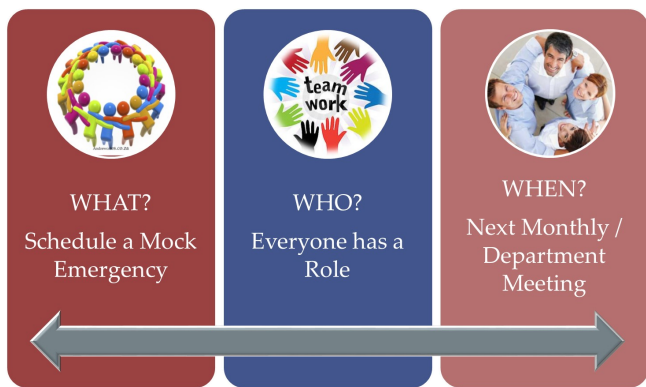 team
work
WHAT?
Schedule a Mock
Emergency
WHO?
Everyone has a
Role
WHEN?
Next Monthly /
Department
Meeting